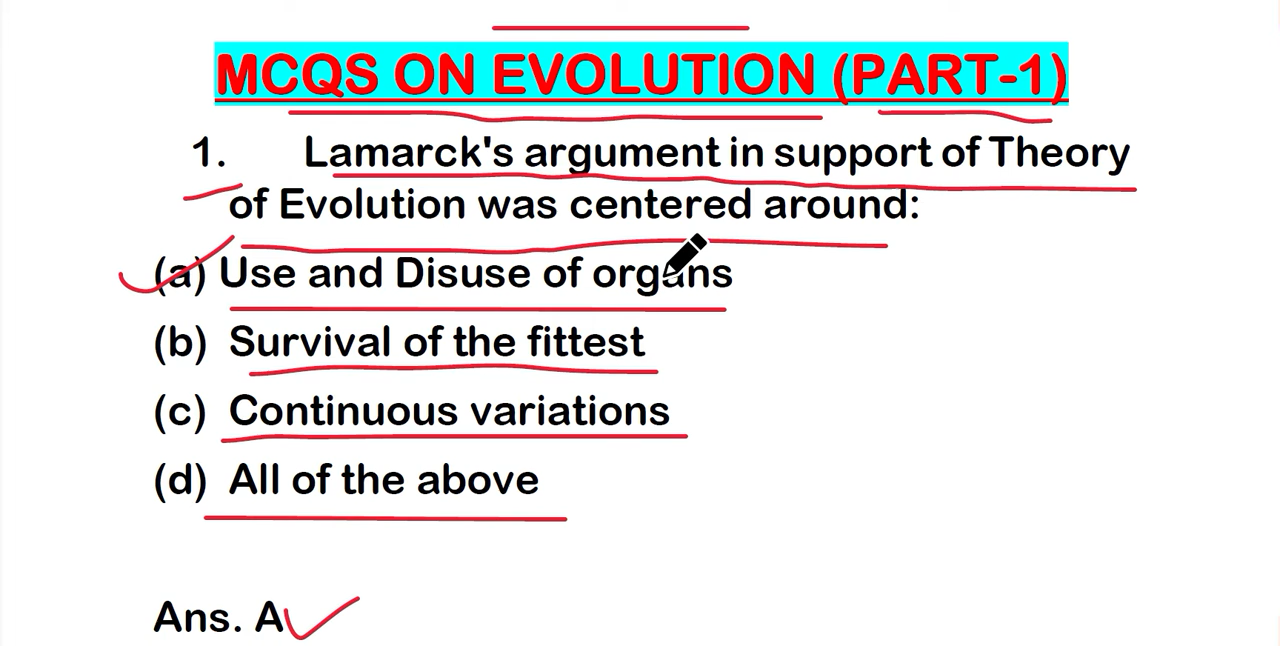 MCQS ON EVOLUTION (PART-1)
1. Lamarck's argument in support of Theory
of Evolution was centered around:
(a) Use and Disuse of organs
(b) Survival of the fittest
(c) Continuous variations
(d) All of the above
Ans. A